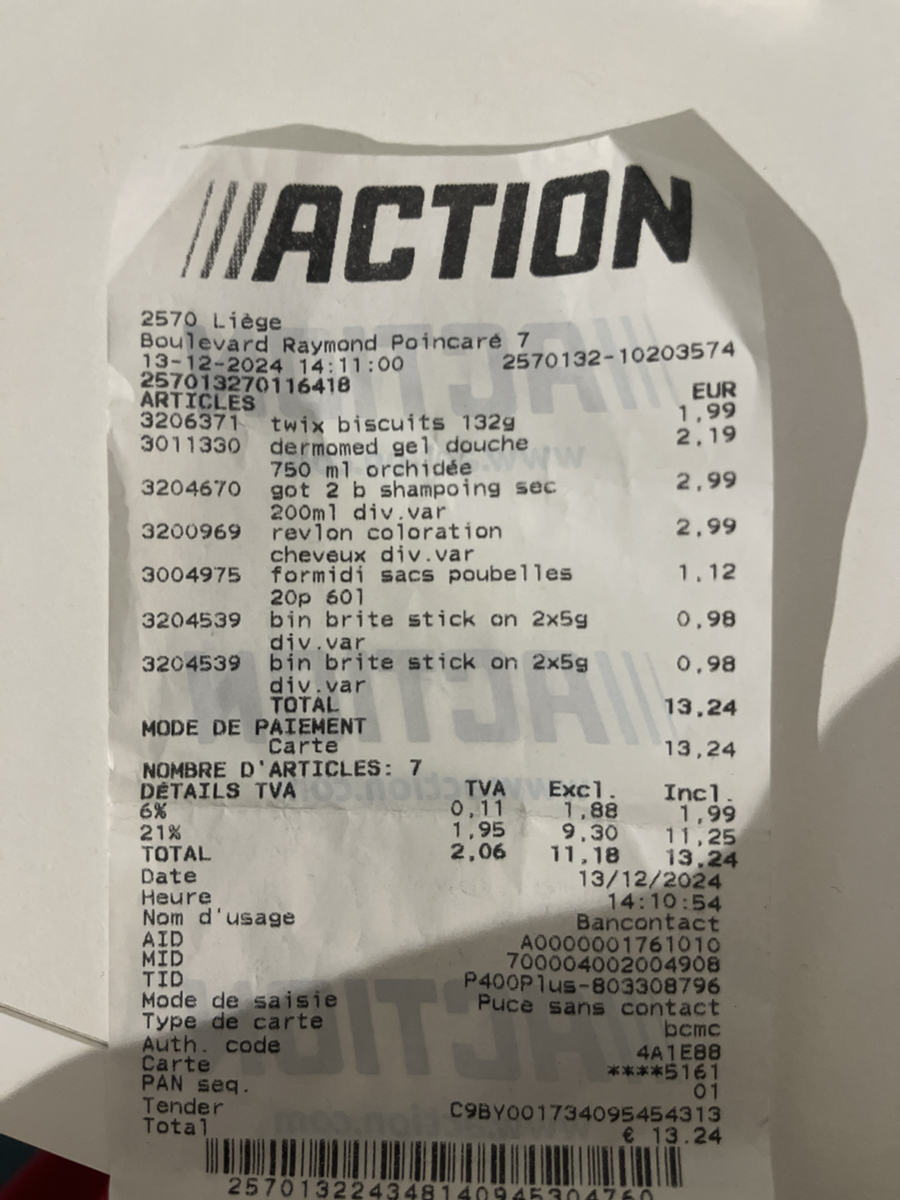 ACTION
2570 Liège
Boulevard Raymond Poincaré 7
13-12-2024 14:11:00 2570132-10203574
257013270116418
ARTICLES EUR
3206371 twix biscuits 132g 1,99
3011330 dermomed gel douche 2,19
750 ml orchidée
3204670 got 2 b shampoing sec 2,99
200ml div.var
3200969 revlon coloration 2,99
cheveux div.var
3004975 formidi sacs poubelles 1,12
20p 60l
3204539 bin brite stick on 2x5g 0,98
div.var
3204539 bin brite stick on 2x5g 0,98
div.var
TOTAL 13,24
MODE DE PAIEMENT
Carte 13,24
NOMBRE D'ARTICLES: 7
DÉTAILS TVA TVA Excl. Incl.
6% 0,11 1,88 1,99
21% 1,95 9,30 11,25
TOTAL 2,06 11,18 13,24
Date 13/12/2024
Heure 14:10:54
Nom d'usage Bancontact
AID A0000001761010
MID 700004002004908
TID P400Plus-803308796
Mode de saisie Puce sans contact
Type de carte bcmc
Auth. code 4A1E88
Carte ****5161
PAN seq. 01
Tender C9BY001734095454313
Total € 13.24
257013224348140945304760